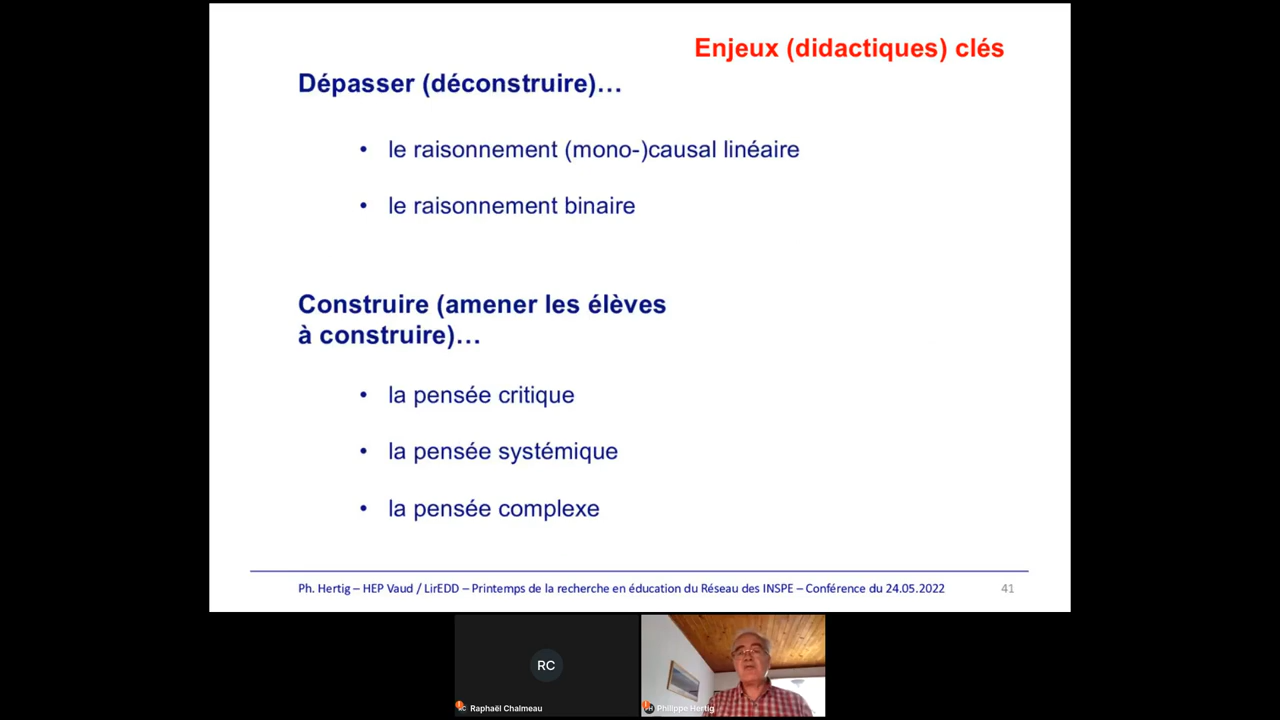 Enjeux (didactiques) clés
Dépasser (déconstruire)…
• le raisonnement (mono-)causal linéaire
• le raisonnement binaire
Construire (amener les élèves
à construire)…
• la pensée critique
• la pensée systémique
• la pensée complexe
Ph. Hertig – HEP Vaud / LirEDD – Printemps de la recherche en éducation du Réseau des INSPE – Conférence du 24.05.2022
41
RC
Raphaël Chalmeau
Philippe Hertig